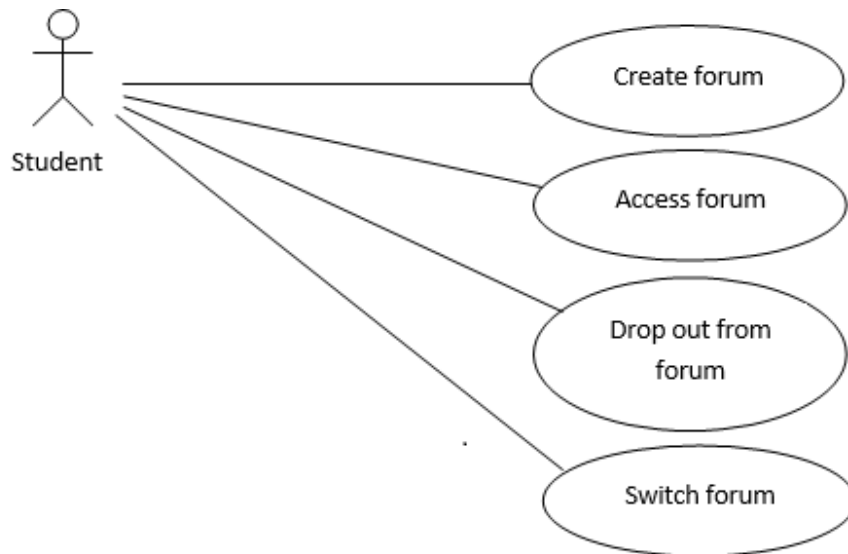 Create forum
Student
Access forum
Drop out from
forum
Switch forum